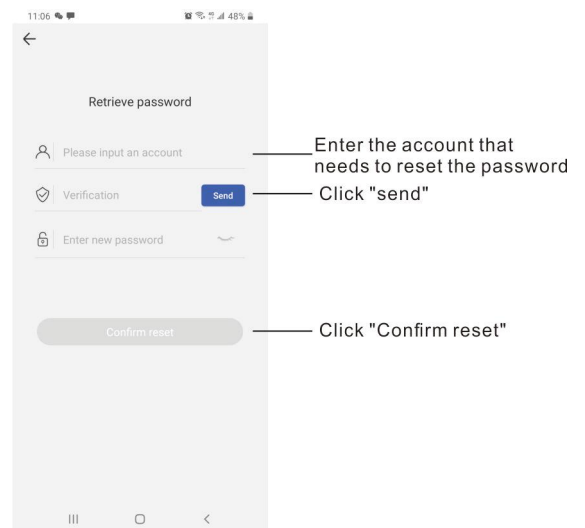 11:06 48%
Retrieve password
Please input an account
Enter the account that
needs to reset the password
Verification Send
Click "send"
Enter new password
Confirm reset
Click "Confirm reset"